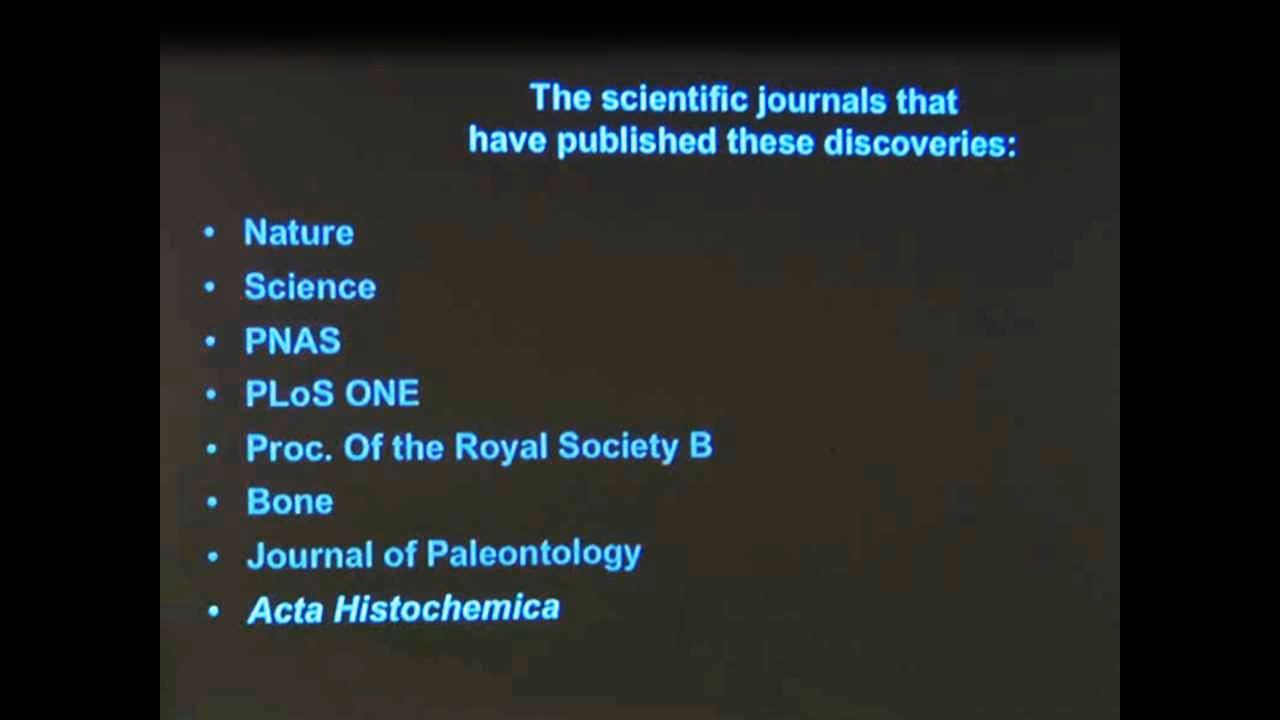 The scientific journals that
have published these discoveries:
• Nature
• Science
• PNAS
• PLoS ONE
• Proc. Of the Royal Society B
• Bone
• Journal of Paleontology
• Acta Histochemica